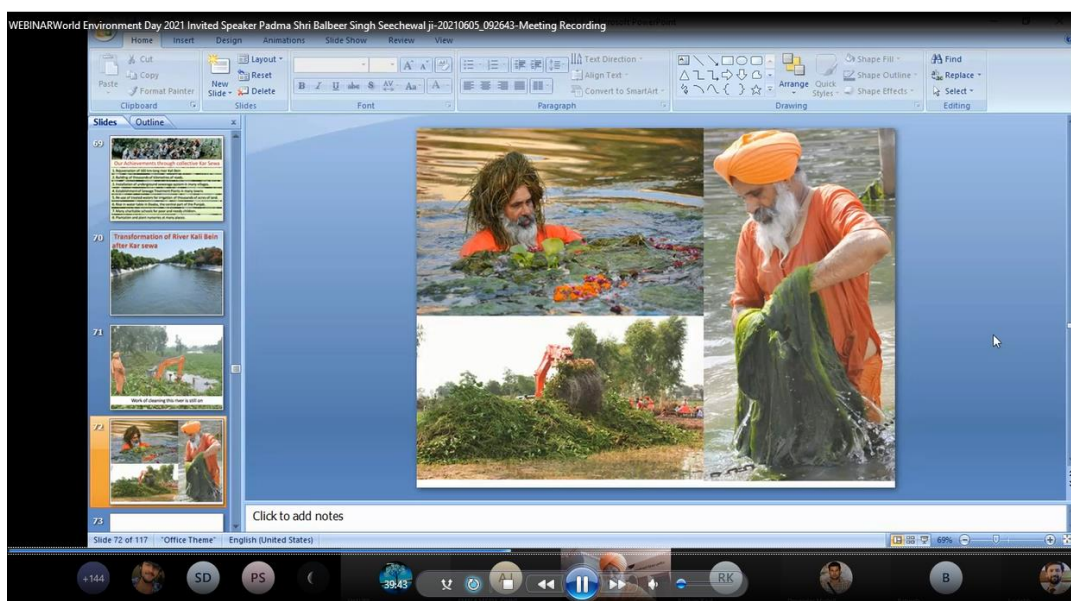 WEBINARWorld Environment Day 2021 Invited Speaker Padma Shri Balbeer Singh Seechewal ji-20210605_092643-Meeting Recording
Home Insert Design Animations Slide Show Review View
Cut
Copy
Format Painter
Paste
Clipboard
New Slide
Layout
Reset
Delete
Slides
B I U abc S AV Aa A
Font
Paragraph
Text Direction
Align Text
Convert to SmartArt
Arrange
Quick Styles
Shape Fill
Shape Outline
Shape Effects
Drawing
Find
Replace
Select
Editing
Slides Outline x
69
Our Achievements through collective Kar Sewa
70
Transformation of River Kali Bein
after Kar sewa
71
Work of cleaning this river is still on
72
73
Click to add notes
Slide 72 of 117 "Office Theme" English (United States) 69%
+144 SD PS 39:43 RK B